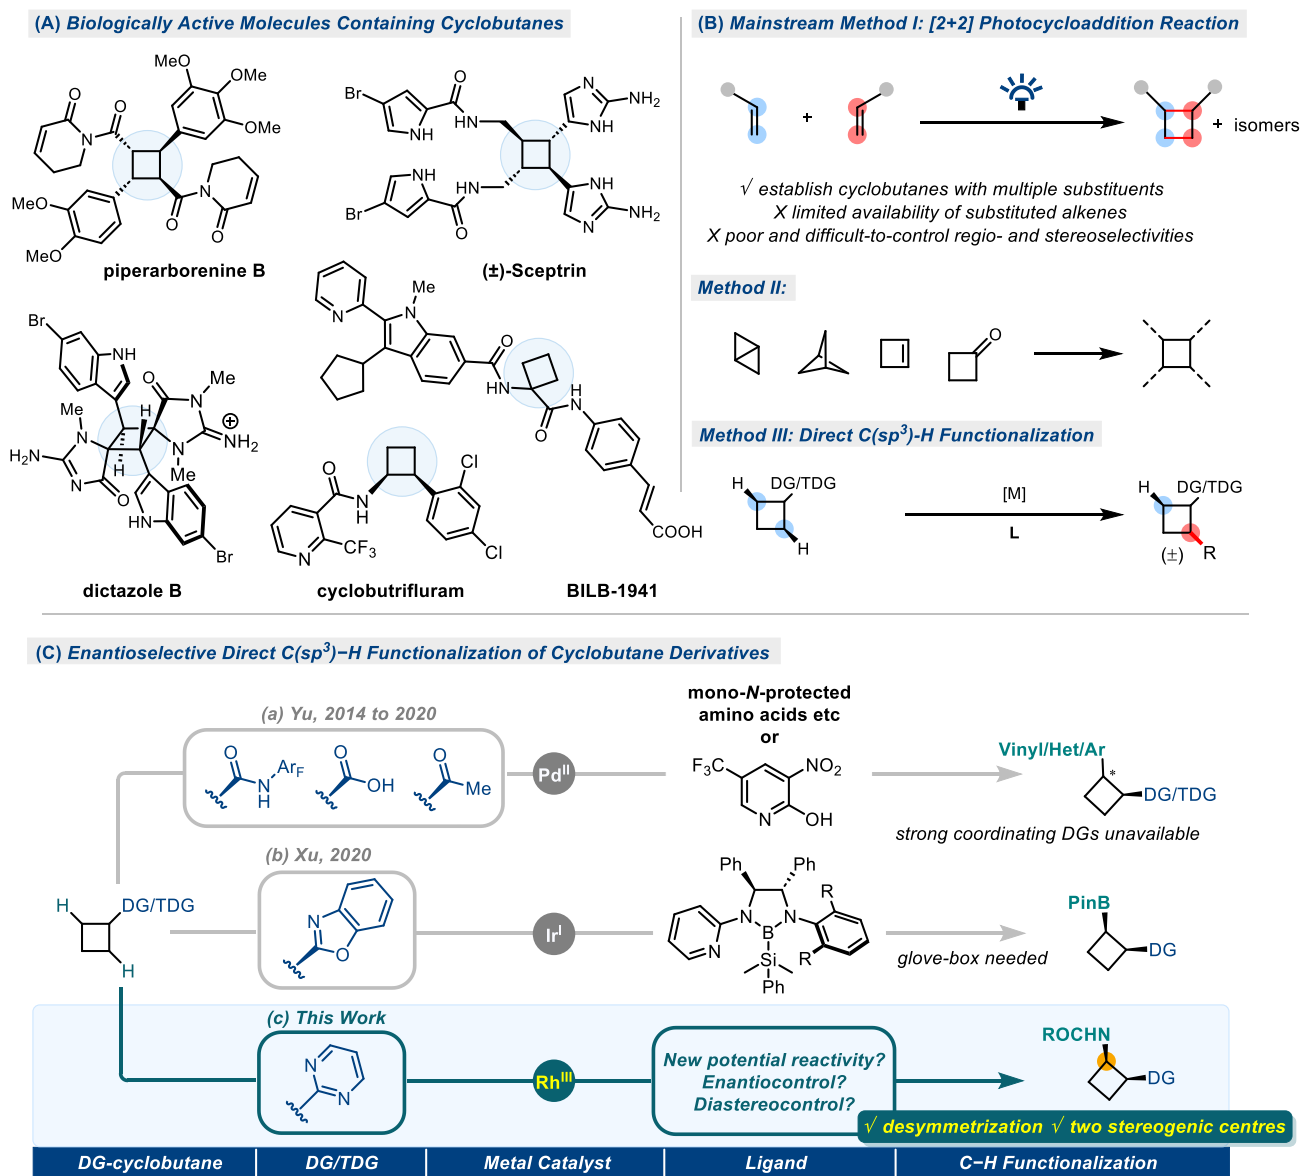 (A) Biologically Active Molecules Containing Cyclobutanes
MeO
OMe
OMe
O
O
N
N
O
O
MeO
MeO
piperarborenine B
Br
NH
O
HN
N
NH2
NH
Br
NH
O
HN
NH
N
NH2
(±)-Sceptrin
Br
NH
O
N
Me
Me
N
H
H
N
Me
NH2
H2N
N
O
HN
Br
dictazole B
N
N
Me
O
NH
H
N
O
COOH
BILB-1941
O
NH
Cl
Cl
N
CF3
cyclobutrifluram
(B) Mainstream Method I: [2+2] Photocycloaddition Reaction
+
+ isomers
√ establish cyclobutanes with multiple substituents
X limited availability of substituted alkenes
X poor and difficult-to-control regio- and stereoselectivities
Method II:
O
Method III: Direct C(sp3)-H Functionalization
H
DG/TDG
H
[M]
L
H
DG/TDG
(±)
R
(C) Enantioselective Direct C(sp3)−H Functionalization of Cyclobutane Derivatives
(a) Yu, 2014 to 2020
O
N
H
ArF
O
OH
O
Me
PdII
mono-N-protected
amino acids etc
or
F3C
NO2
N
OH
Vinyl/Het/Ar
*
DG/TDG
strong coordinating DGs unavailable
(b) Xu, 2020
H
DG/TDG
H
N
O
IrI
Ph
Ph
R
N
N
N
B
Si
R
Ph
glove-box needed
PinB
DG
(c) This Work
N
N
RhIII
New potential reactivity?
Enantiocontrol?
Diastereocontrol?
ROCHN
DG
√ desymmetrization √ two stereogenic centres
DG-cyclobutane
DG/TDG
Metal Catalyst
Ligand
C−H Functionalization